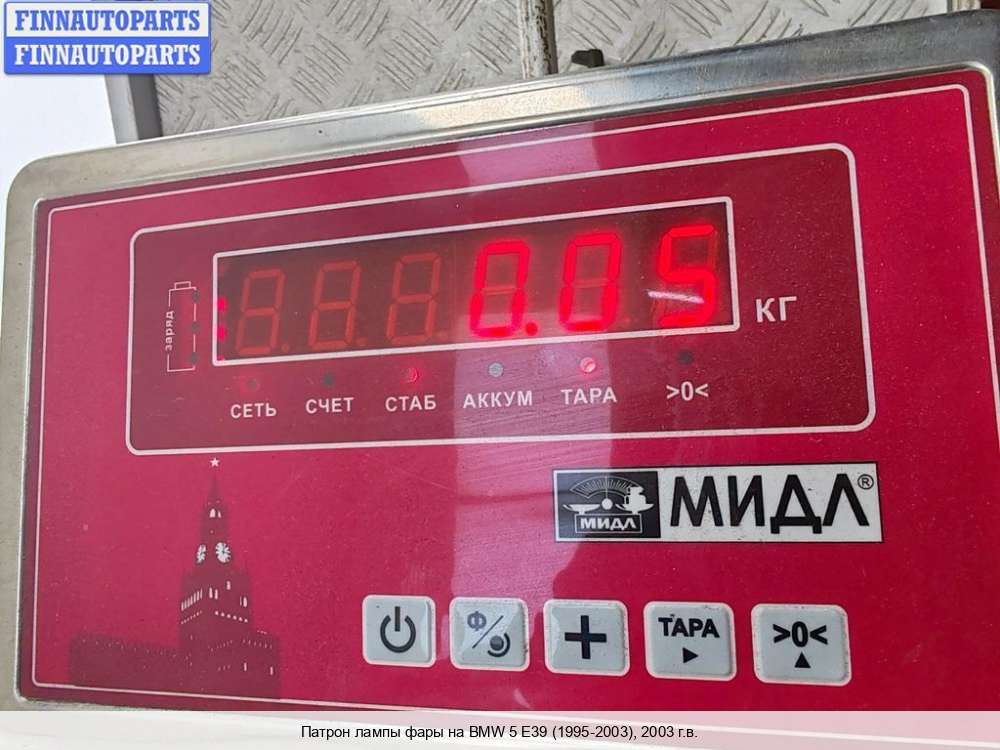 FINNAUTOPARTS
FINNAUTOPARTS
заряд
0.05
КГ
СЕТЬ СЧЕТ СТАБ АККУМ ТАРА >0<
МИДЛ
МИДЛ®
Ф
ТАРА
>0<
Патрон лампы фары на BMW 5 E39 (1995-2003), 2003 г.в.